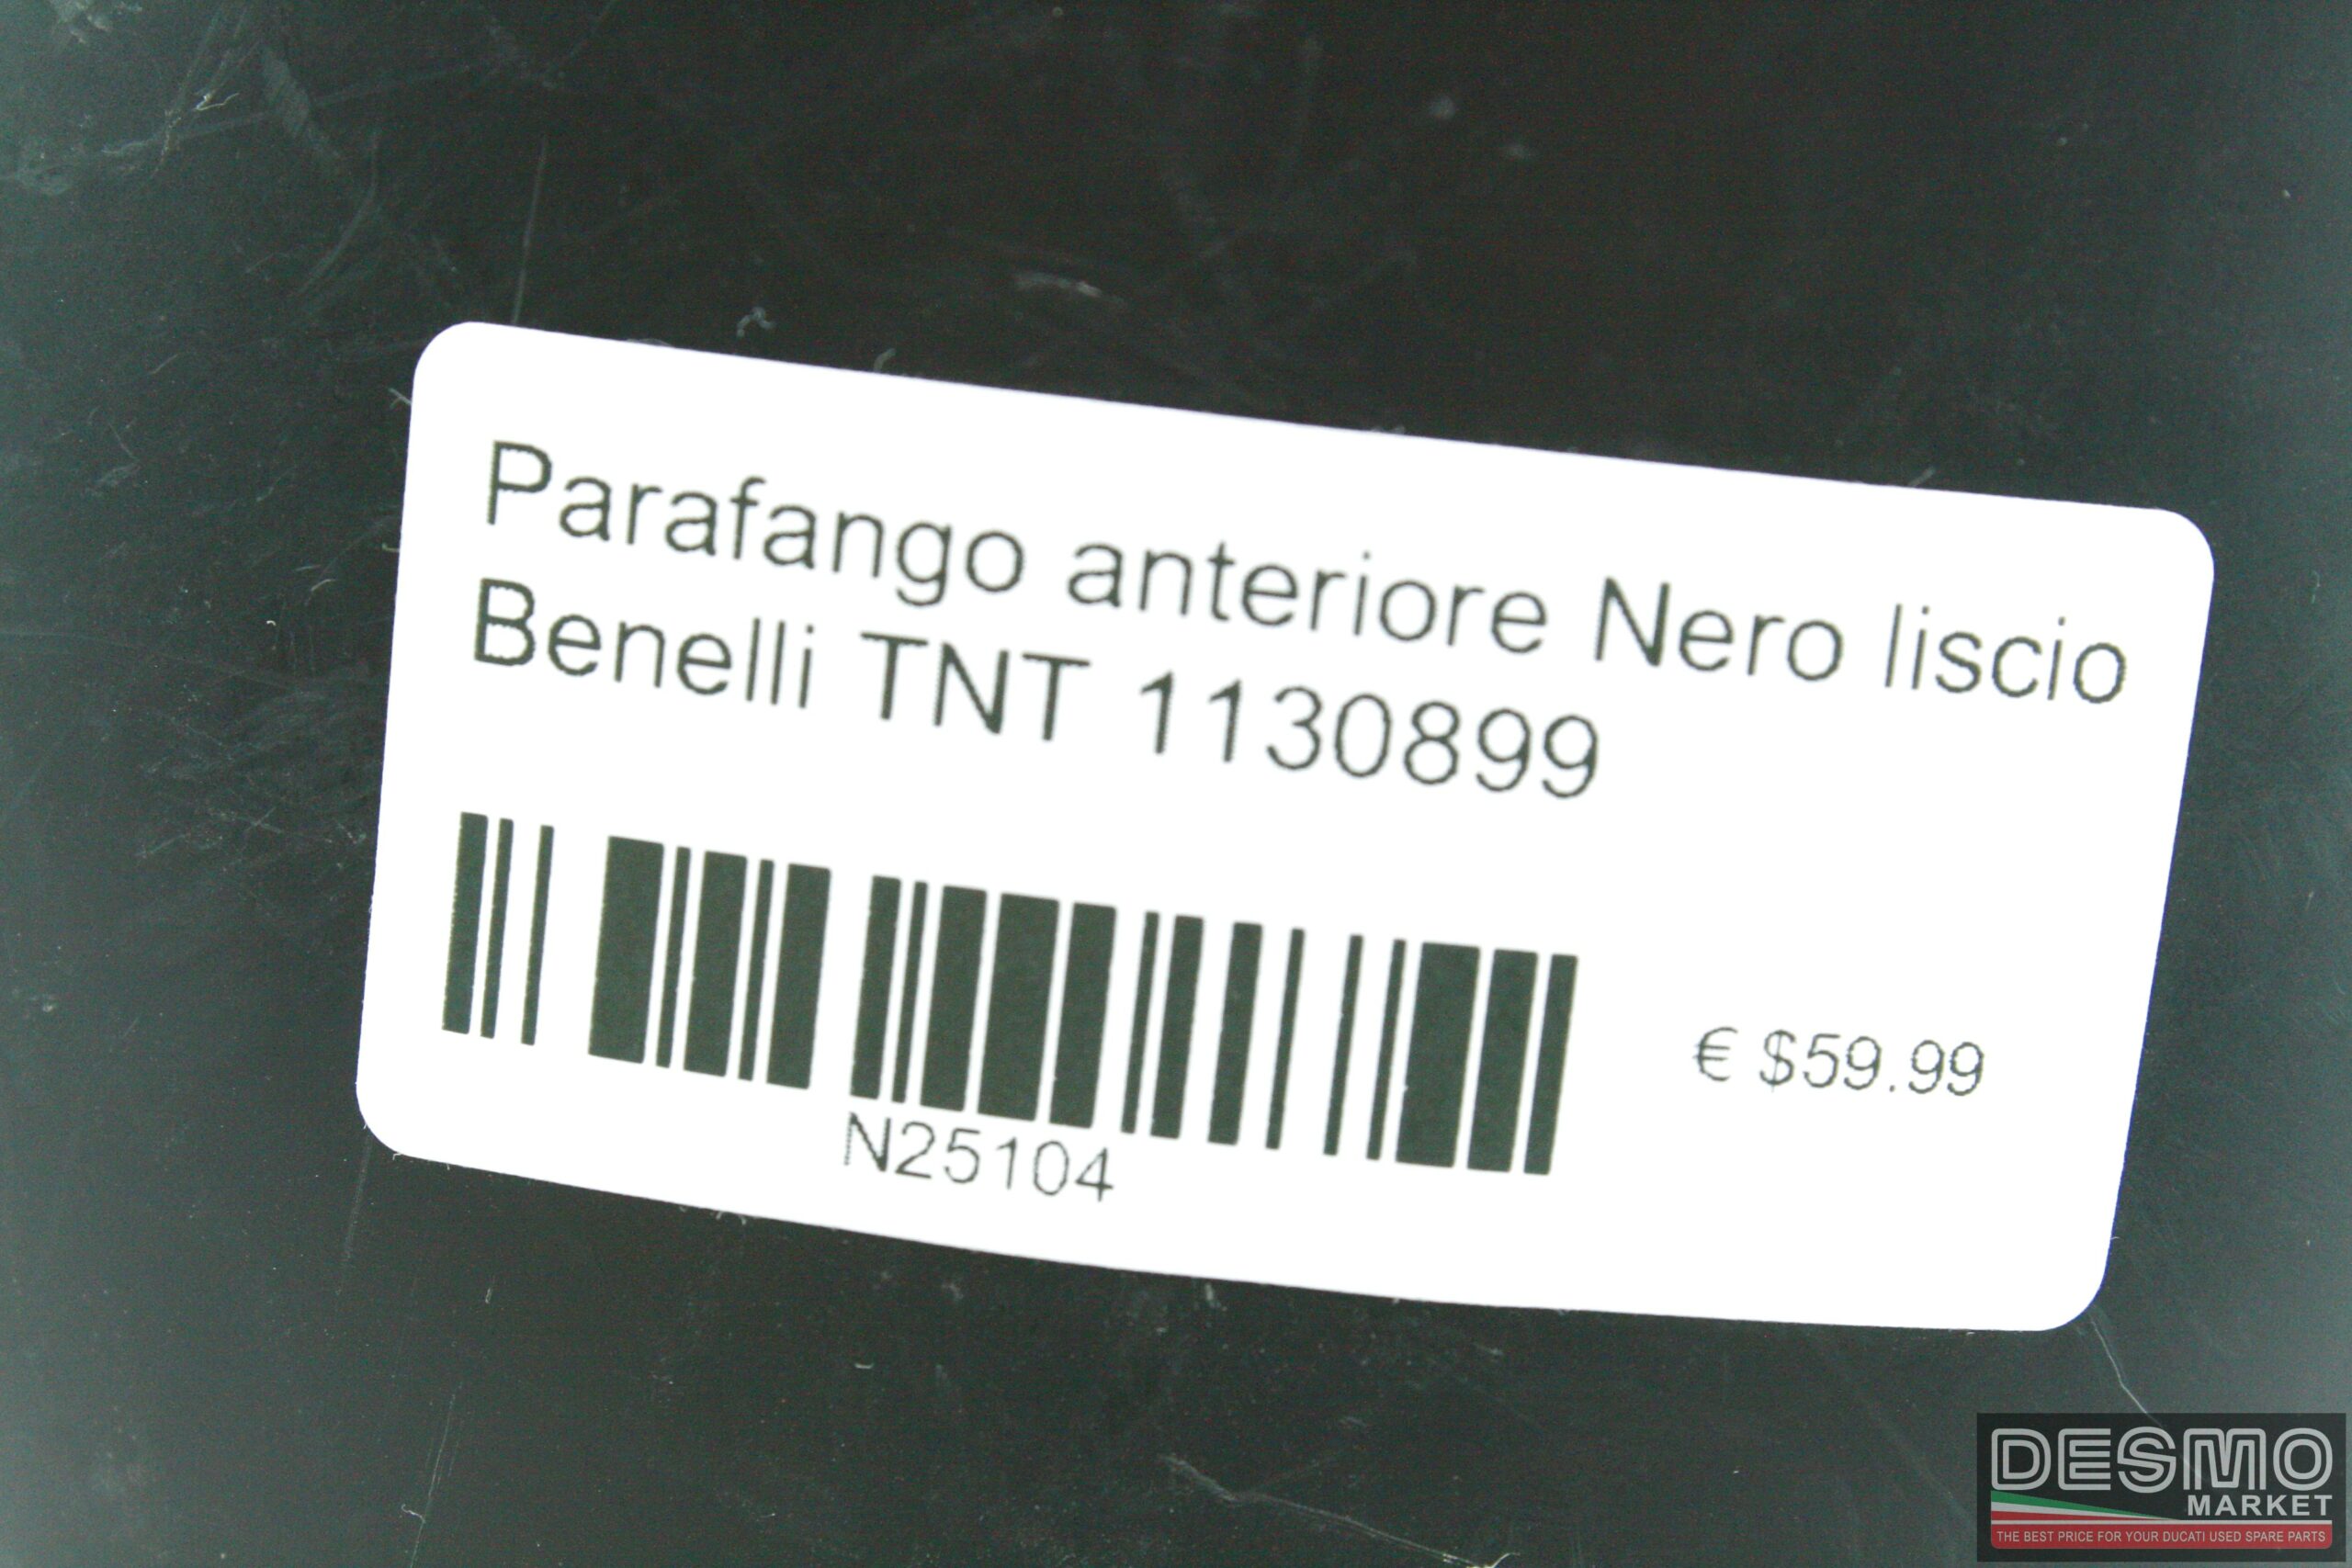 Parafango anteriore Nero liscio
Benelli TNT 1130899
€ $59.99
N25104
DESMO
MARKET
THE BEST PRICE FOR YOUR DUCATI USED SPARE PARTS